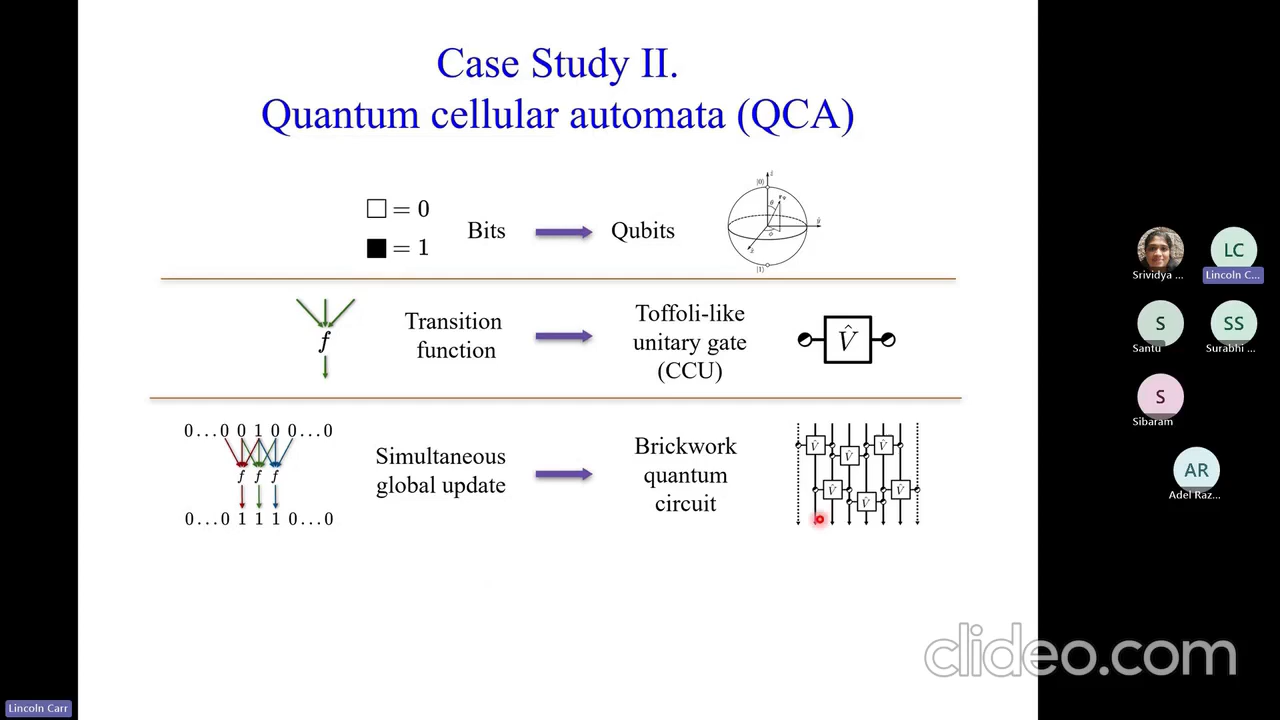 Case Study II.
Quantum cellular automata (QCA)
□ = 0
■ = 1
Bits
Qubits
|0⟩
|1⟩
f
Transition
function
Toffoli-like
unitary gate
(CCU)
V̂
0...0 0 1 0 0...0
f f f
0...0 1 1 1 0...0
Simultaneous
global update
Brickwork
quantum
circuit
V̂ V̂ V̂
V̂ V̂ V̂
Srividya ...
LC
Lincoln C...
S
Santu
SS
Surabhi ...
S
Sibaram
AR
Adel Raz...
clideo.com
Lincoln Carr